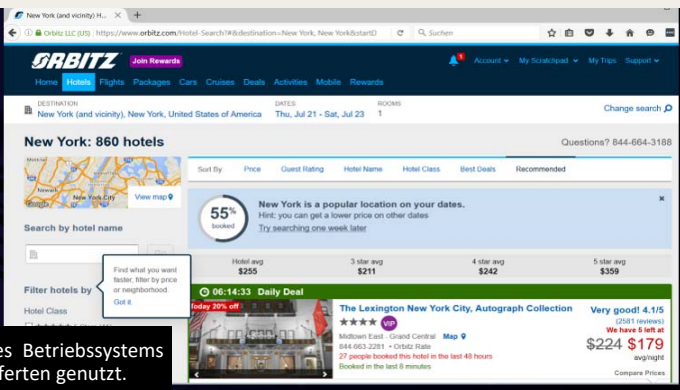 New York (and vicinity) H...
Orbitz LLC (US) https://www.orbitz.com/Hotel-Search?#&destination=New York, New York&startD
Suchen
ORBITZ
Join Rewards
1
Account
My Scratchpad
My Trips
Support
Home Hotels Flights Packages Cars Cruises Deals Activities Mobile Rewards
DESTINATION
New York (and vicinity), New York, United States of America
DATES
Thu, Jul 21 - Sat, Jul 23
ROOMS
1
Change search
New York: 860 hotels
Questions? 844-664-3188
Newark
New York City
Google
View map
Sort By: Price Guest Rating Hotel Name Hotel Class Best Deals Recommended
55%
booked
New York is a popular location on your dates.
Hint: you can get a lower price on other dates
Try searching one week later
Search by hotel name
Go
Hotel avg
$255
3 star avg
$211
4 star avg
$242
5 star avg
$359
Find what you want
faster, filter by price
or neighborhood.
Got it.
Filter hotels by
Hotel Class
06:14:33 Daily Deal
Today 20% off
The Lexington New York City, Autograph Collection
VIP
Midtown East - Grand Central Map
844-663-2281 • Orbitz Rate
27 people booked this hotel in the last 48 hours
Booked in the last 8 minutes
Very good! 4.1/5
(2581 reviews)
We have 5 left at
$224 $179
avg/night
Compare Prices
es Betriebssystems
ferten genutzt.